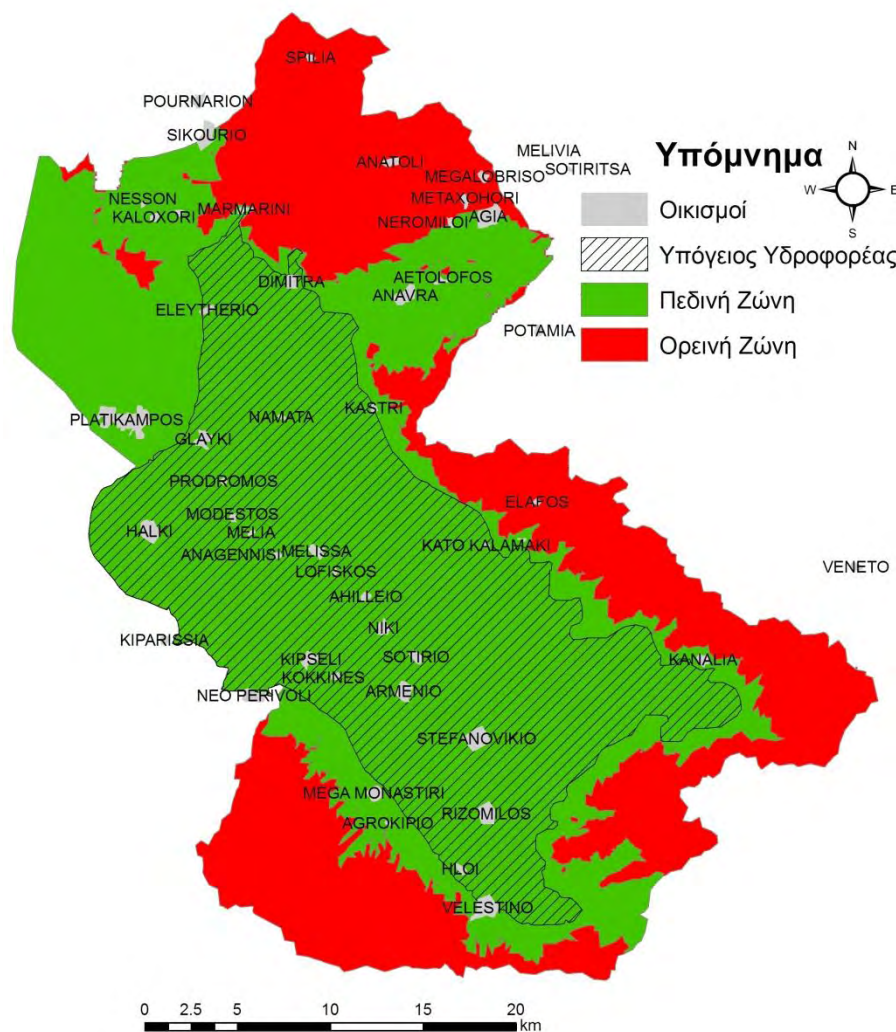 SPILIA
POURNARION
SIKOURIO
ANATOLI
MELIVIA
SOTIRITSA
MEGALOBRISO
METAXOHORI
NESSON
KALOXORI
MARMARINI
NEROMILOI
AGIA
DIMITRA
AETOLOFOS
ANAVRA
ELEYTHERIO
POTAMIA
PLATIKAMPOS
NAMATA
KASTRI
GLAYKI
PRODROMOS
ELAFOS
MODESTOS
HALKI
MELIA
ANAGENNISI
MELISSA
KATO KALAMAKI
LOFISKOS
VENETO
AHILLEIO
NIKI
KIPARISSIA
KIPSELI
SOTIRIO
KANALIA
KOKKINES
NEO PERIVOLI
ARMENIO
STEFANOVIKIO
MEGA MONASTIRI
RIZOMILOS
AGROKIPIO
HLOI
VELESTINO
Υπόμνημα
N
W
E
S
Οικισμοί
Υπόγειος Υδροφορέας
Πεδινή Ζώνη
Ορεινή Ζώνη
0 2.5 5 10 15 20
km